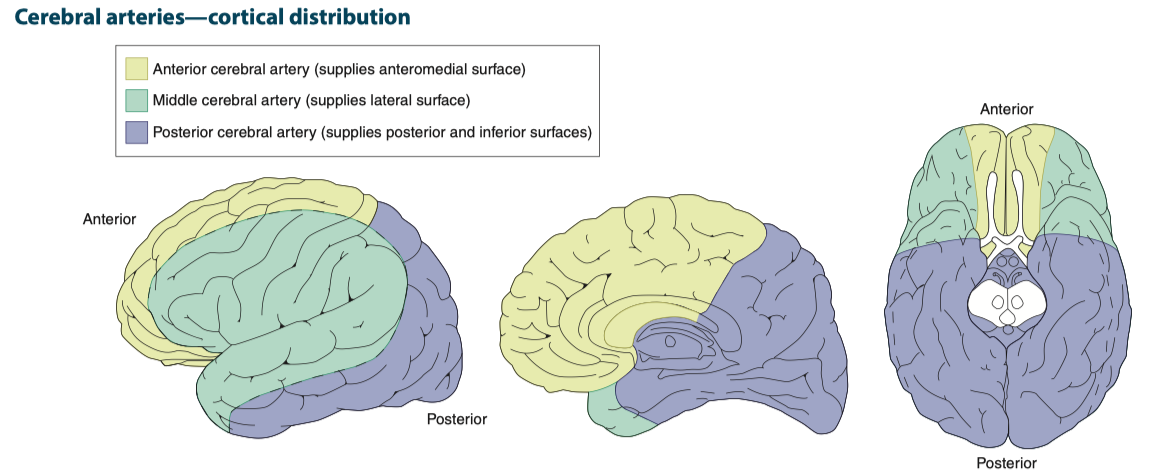 Cerebral arteries—cortical distribution
Anterior cerebral artery (supplies anteromedial surface)
Middle cerebral artery (supplies lateral surface)
Posterior cerebral artery (supplies posterior and inferior surfaces)
Anterior
Anterior
Posterior
Posterior